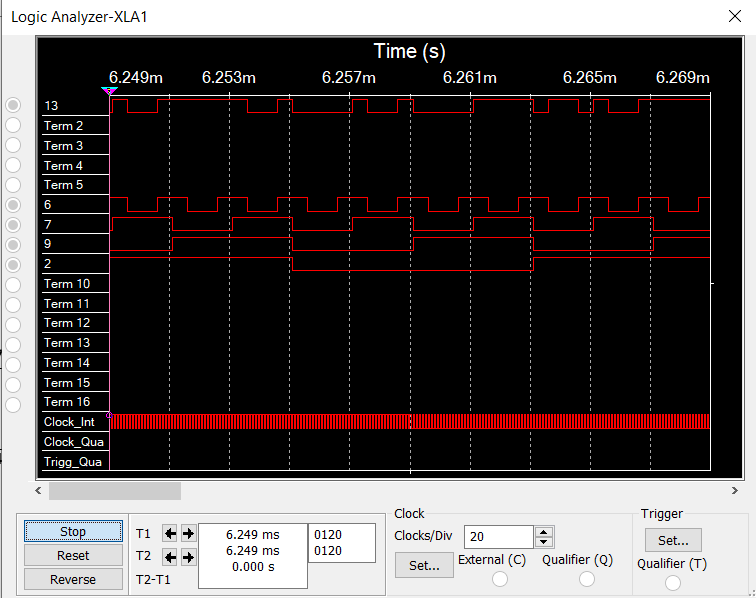 Logic Analyzer-XLA1
Time (s)
6.249m 6.253m 6.257m 6.261m 6.265m 6.269m
13
Term 2
Term 3
Term 4
Term 5
6
7
9
2
Term 10
Term 11
Term 12
Term 13
Term 14
Term 15
Term 16
Clock_Int
Clock_Qua
Trigg_Qua
Stop
Reset
Reverse
T1
T2
T2-T1
6.249 ms
6.249 ms
0.000 s
0120
0120
Clock
Clocks/Div 20
Set...
External (C)
Qualifier (Q)
Trigger
Set...
Qualifier (T)